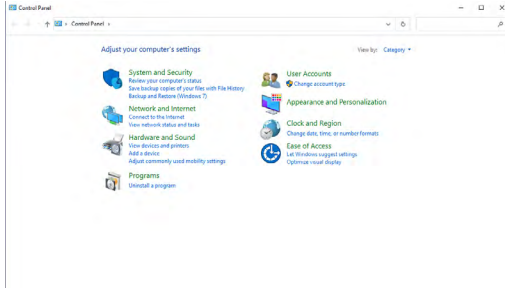 Control Panel
Control Panel
Adjust your computer's settings
View by: Category
System and Security
Review your computer's status
Save backup copies of your files with File History
Backup and Restore (Windows 7)
Network and Internet
Connect to the Internet
View network status and tasks
Hardware and Sound
View devices and printers
Add a device
Adjust commonly used mobility settings
Programs
Uninstall a program
User Accounts
Change account type
Appearance and Personalization
Clock and Region
Change date, time, or number formats
Ease of Access
Let Windows suggest settings
Optimize visual display